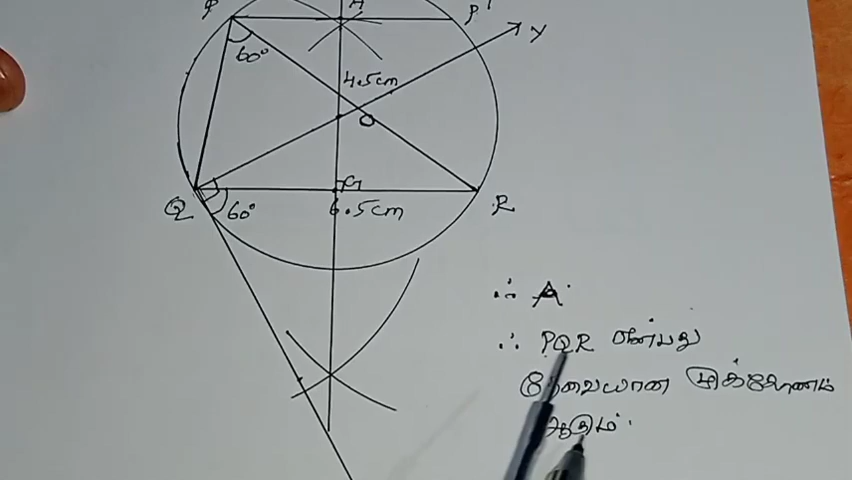 P H P'
60°
Y
4.5cm
O
G
Q 60° 6.5cm R
∴ A
∴ PQR என்பது
தேவையான முக்கோணம்
ஆகும்.